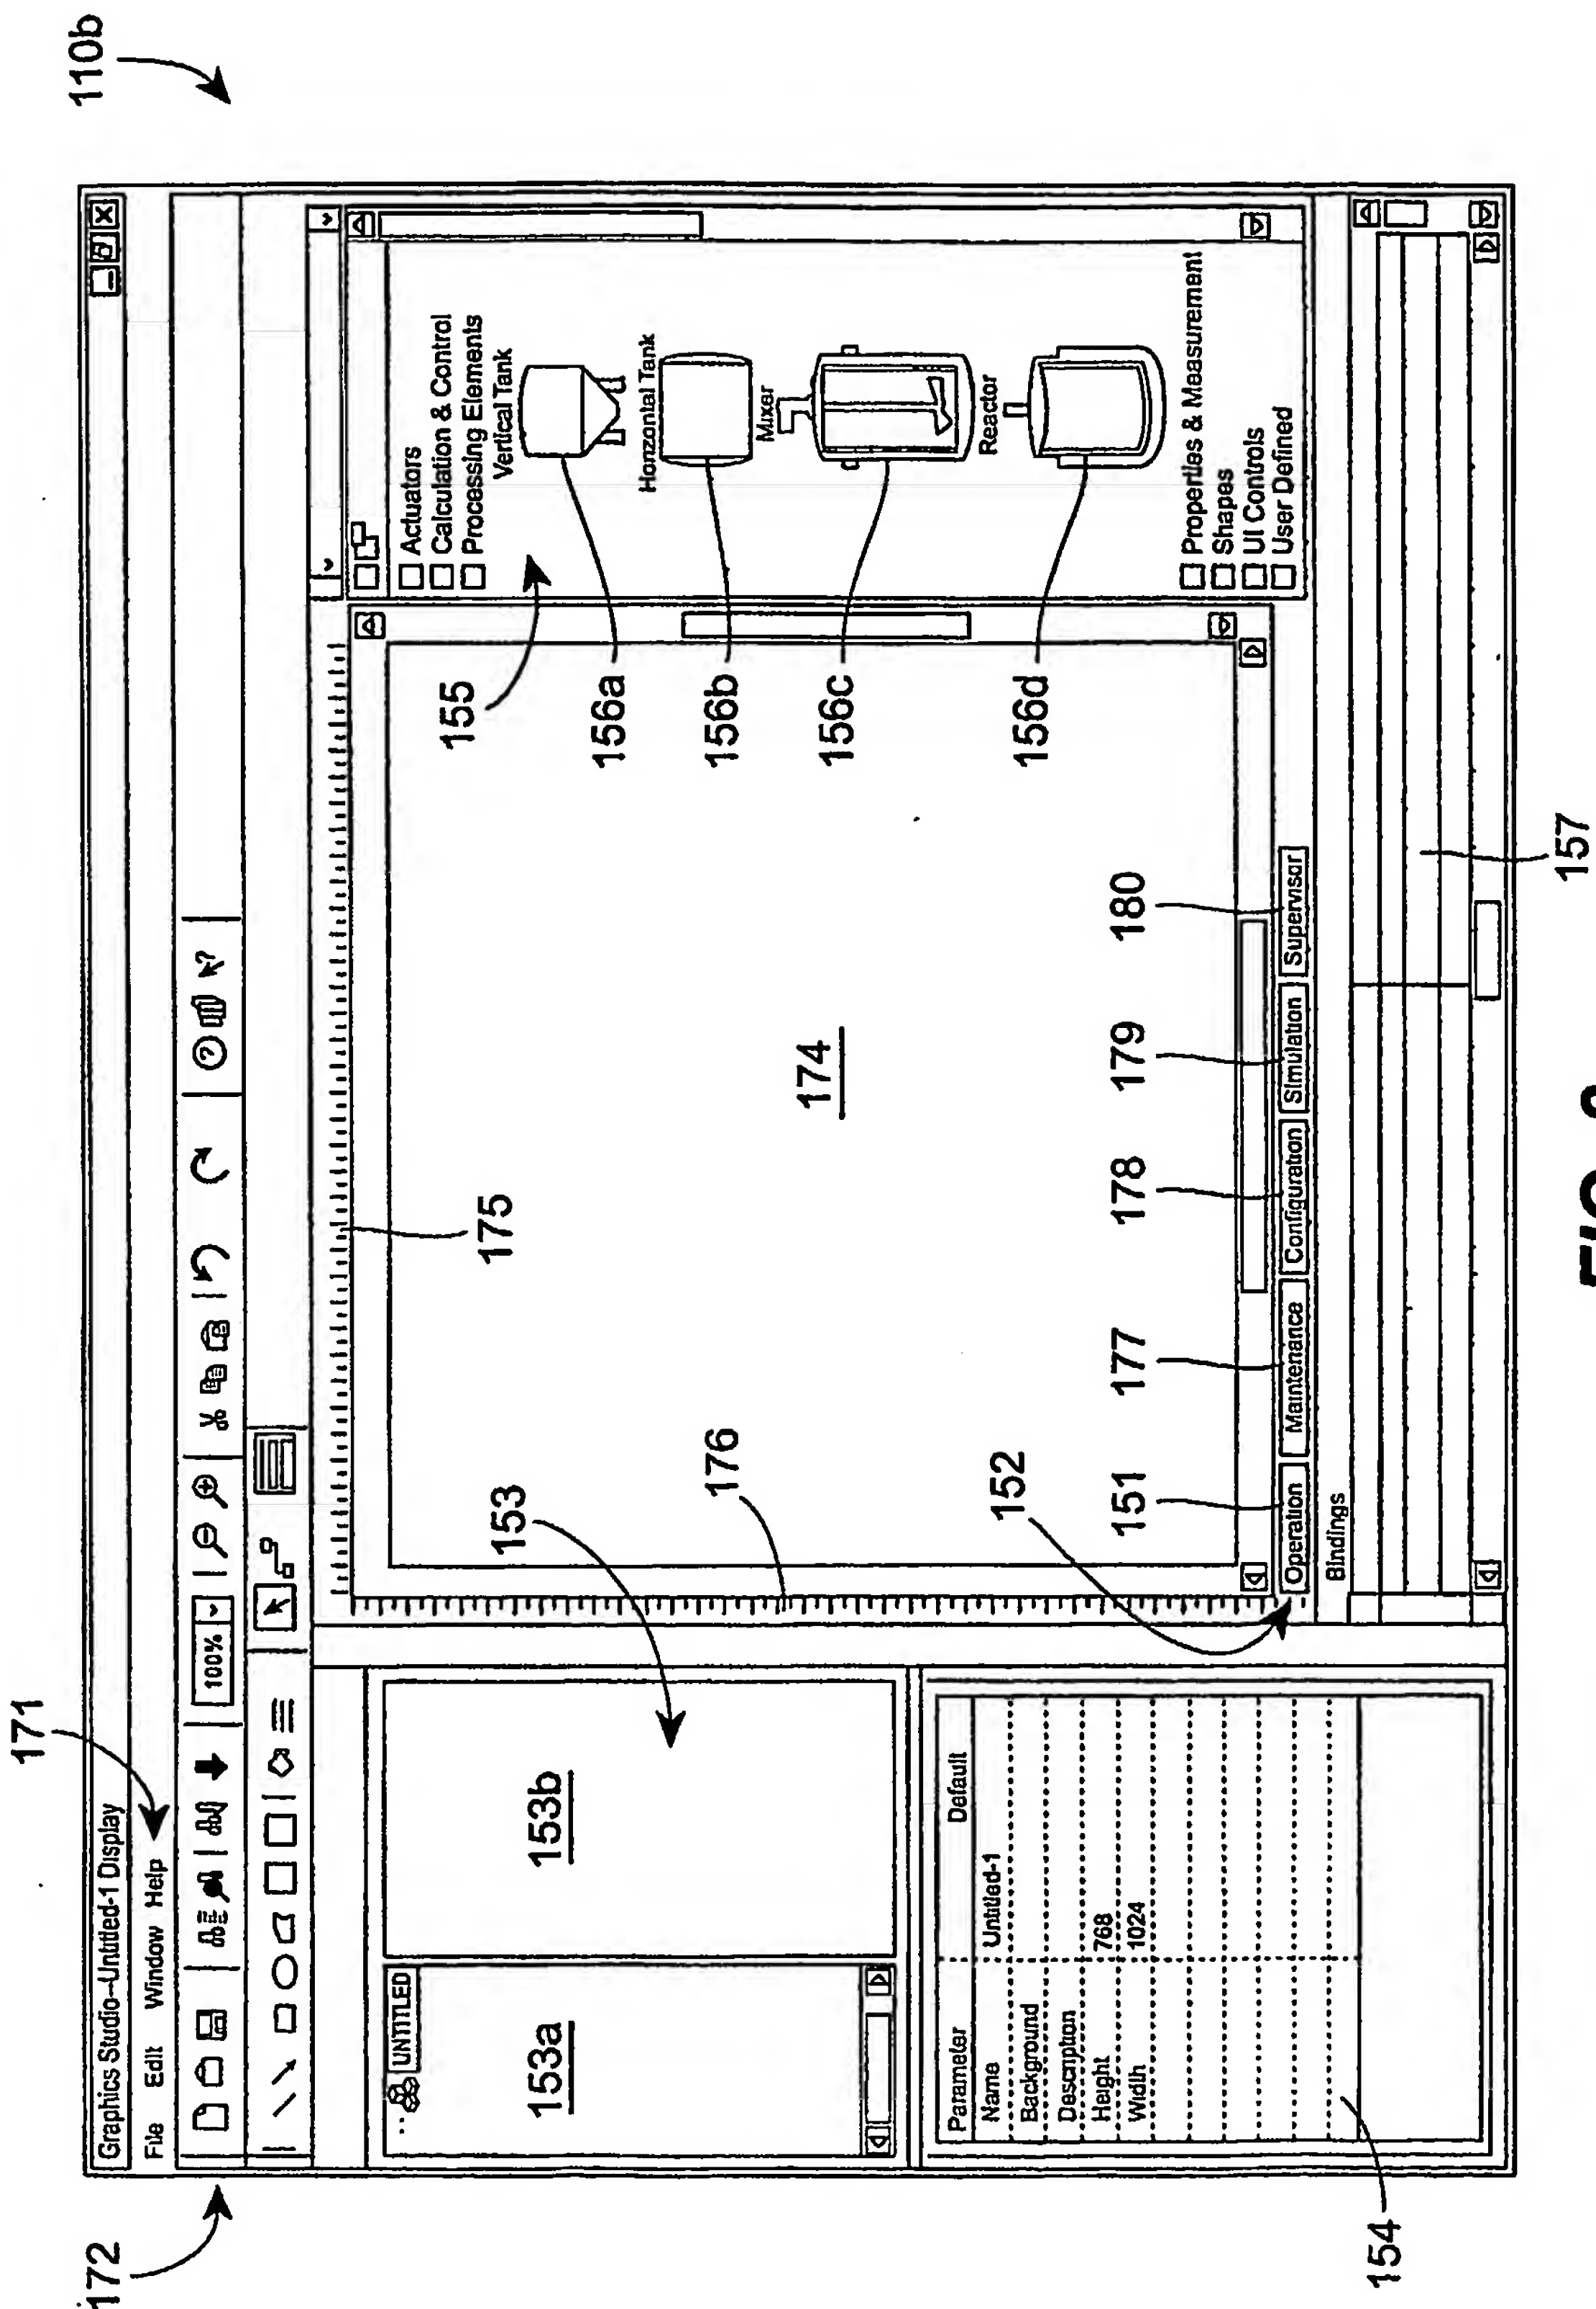 110b
171
172
Graphics Studio--Untitled-1 Display
File Edit Window Help
100%
175
153
176
UNTITLED
153a
153b
174
155
Actuators
Calculation & Control
Processing Elements
Vertical Tank
156a
Horizontal Tank
156b
Mixer
156c
Reactor
156d
Properties & Measurement
Shapes
UI Controls
User Defined
152
151
177
178
179
180
Operation Maintenance Configuration Simulation Supervisor
Bindings
Parameter Default
Name Untitled-1
Background
Description
Height 768
Width 1024
154
157